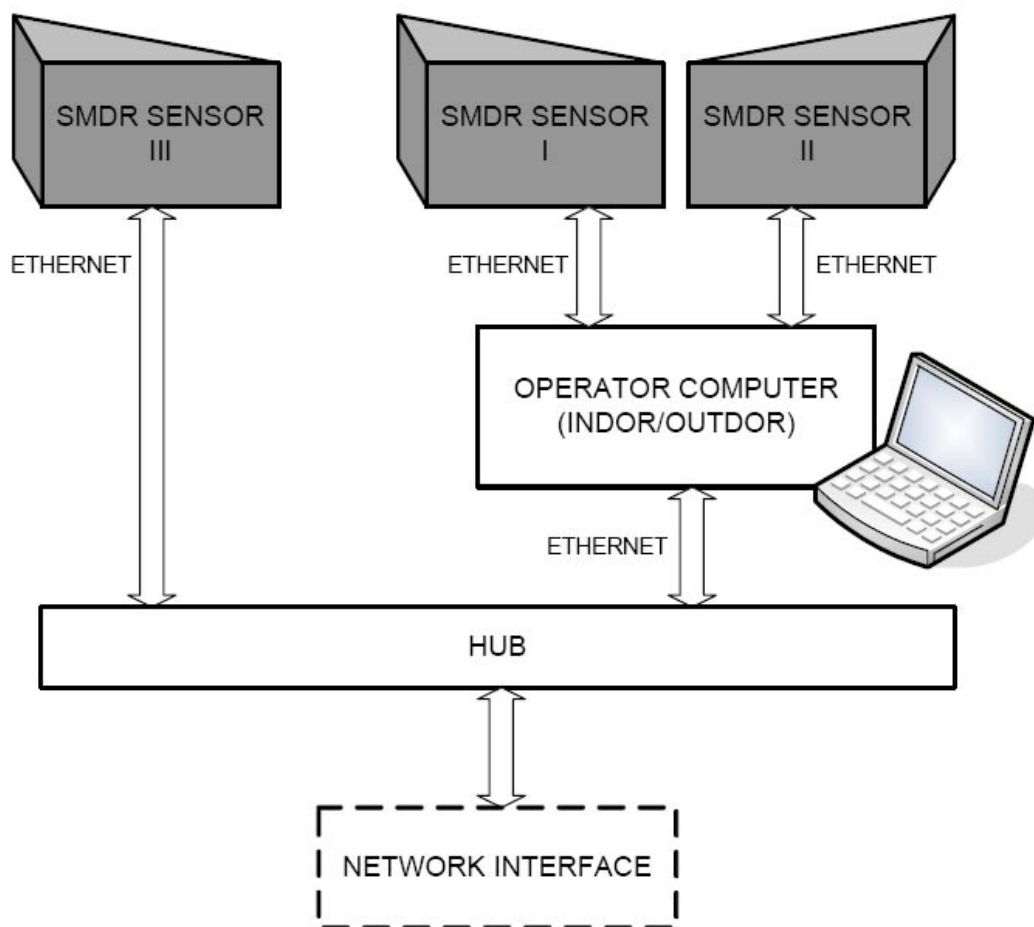 SMDR SENSOR
III
SMDR SENSOR
I
SMDR SENSOR
II
ETHERNET
ETHERNET
ETHERNET
OPERATOR COMPUTER
(INDOR/OUTDOR)
ETHERNET
HUB
NETWORK INTERFACE